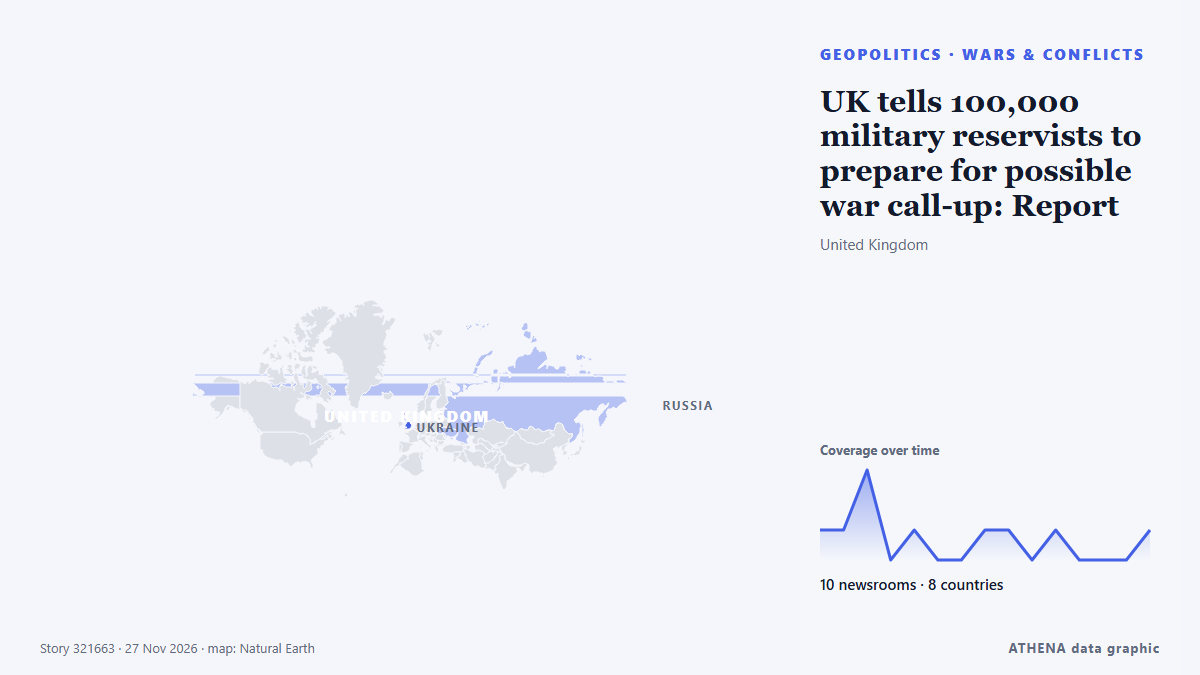 GEOPOLITICS · WARS & CONFLICTS
UK tells 100,000
military reservists to
prepare for possible
war call-up: Report
United Kingdom
RUSSIA
UNITED KINGDOM
UKRAINE
Coverage over time
10 newsrooms · 8 countries
Story 321663 · 27 Nov 2026 · map: Natural Earth
ATHENA data graphic